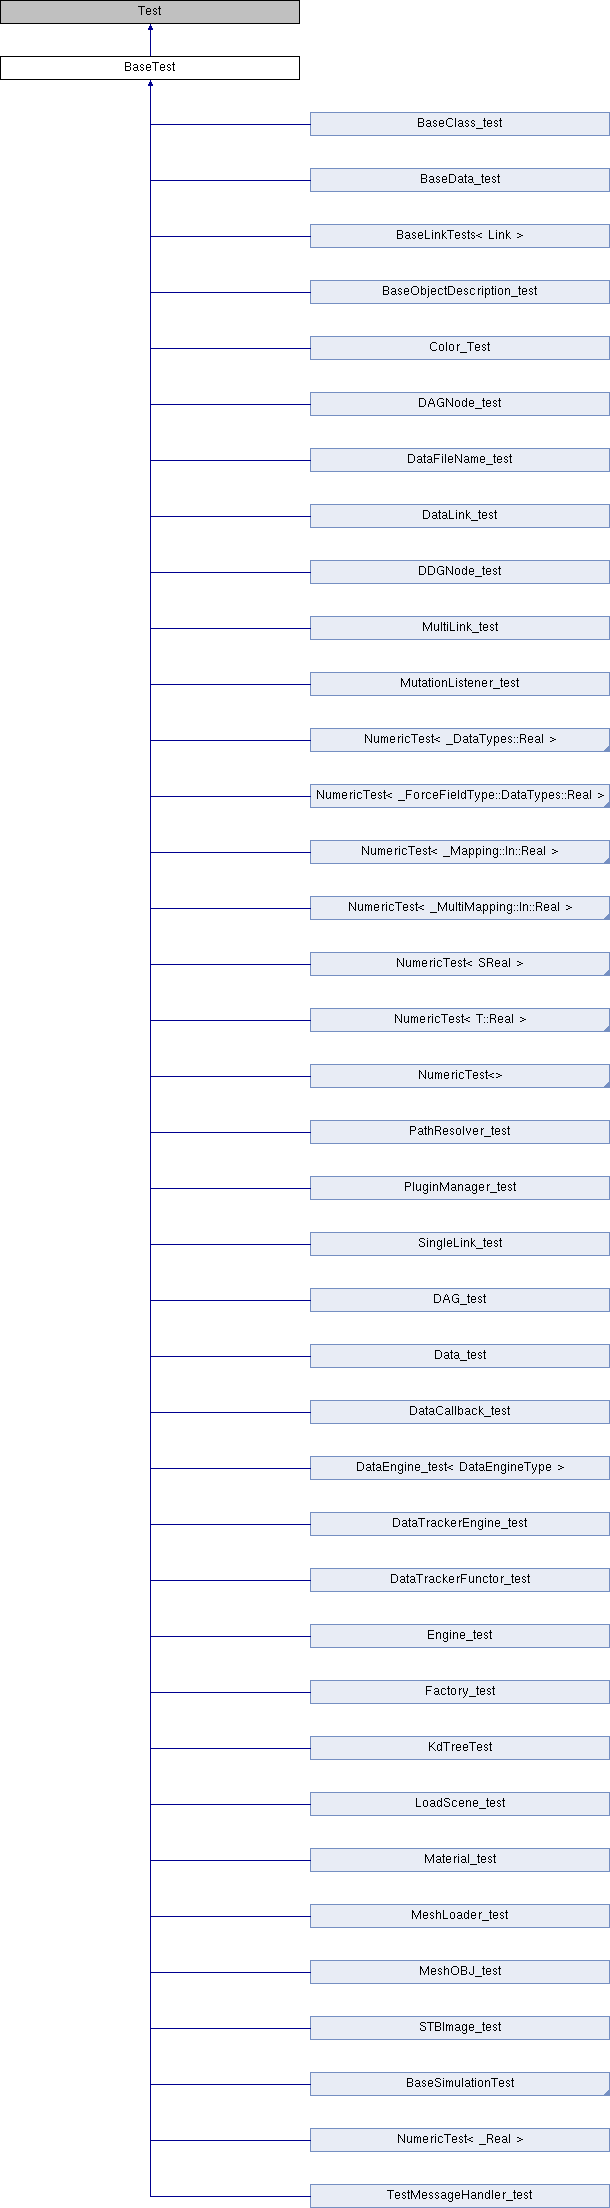 Test
BaseTest
BaseClass_test
BaseData_test
BaseLinkTests< Link >
BaseObjectDescription_test
Color_Test
DAGNode_test
DataFileName_test
DataLink_test
DDGNode_test
MultiLink_test
MutationListener_test
NumericTest< _DataTypes::Real >
NumericTest< _ForceFieldType::DataTypes::Real >
NumericTest< _Mapping::In::Real >
NumericTest< _MultiMapping::In::Real >
NumericTest< SReal >
NumericTest< T::Real >
NumericTest<>
PathResolver_test
PluginManager_test
SingleLink_test
DAG_test
Data_test
DataCallback_test
DataEngine_test< DataEngineType >
DataTrackerEngine_test
DataTrackerFunctor_test
Engine_test
Factory_test
KdTreeTest
LoadScene_test
Material_test
MeshLoader_test
MeshOBJ_test
STBImage_test
BaseSimulationTest
NumericTest< _Real >
TestMessageHandler_test